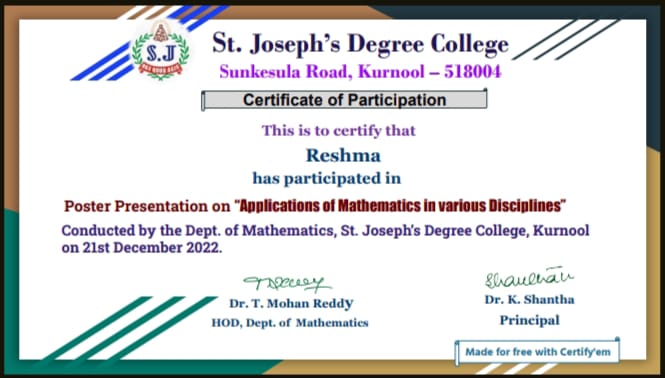 S.J
St. Joseph's Degree College
Sunkesula Road, Kurnool – 518004
Certificate of Participation
This is to certify that
Reshma
has participated in
Poster Presentation on "Applications of Mathematics in various Disciplines"
Conducted by the Dept. of Mathematics, St. Joseph's Degree College, Kurnool
on 21st December 2022.
Dr. T. Mohan Reddy
HOD, Dept. of Mathematics
Shantha
Dr. K. Shantha
Principal
Made for free with Certify'em